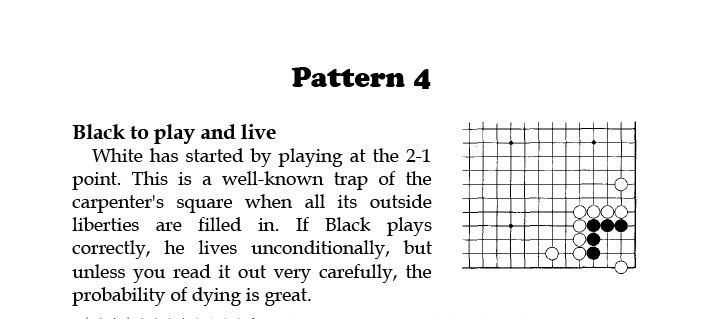 Pattern 4
Black to play and live
White has started by playing at the 2-1
point. This is a well-known trap of the
carpenter's square when all its outside
liberties are filled in. If Black plays
correctly, he lives unconditionally, but
unless you read it out very carefully, the
probability of dying is great.